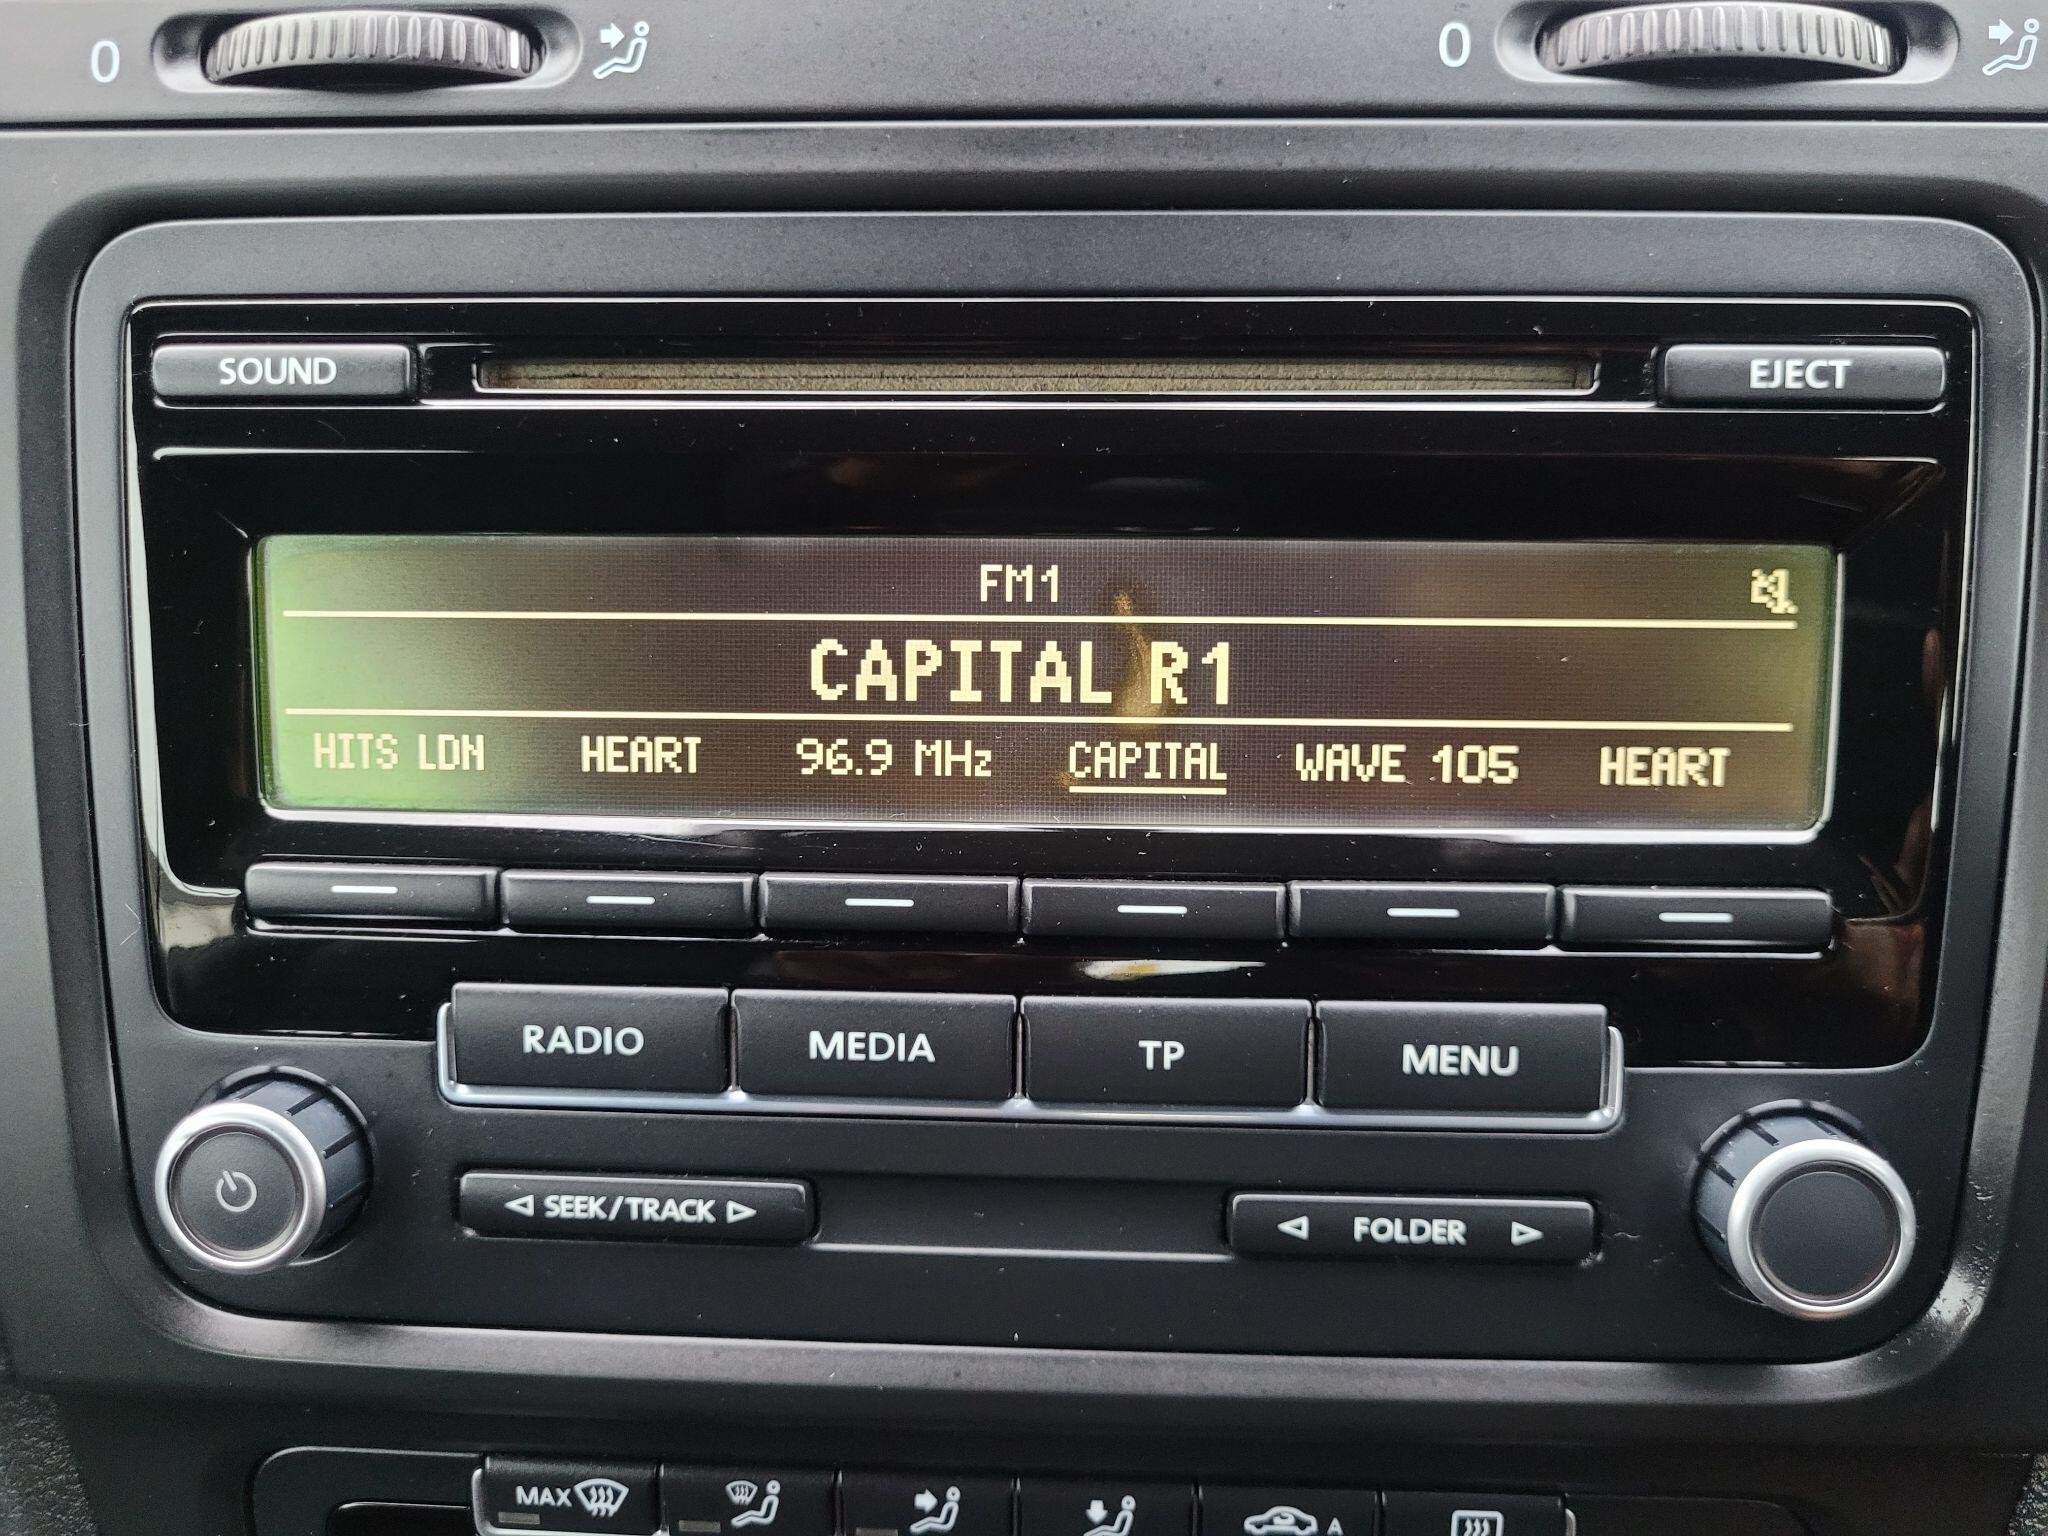 0 0
SOUND EJECT
FM1
CAPITAL R1
HITS LDN HEART 96.9 MHz CAPITAL WAVE 105 HEART
RADIO MEDIA TP MENU
SEEK/TRACK FOLDER
MAX A